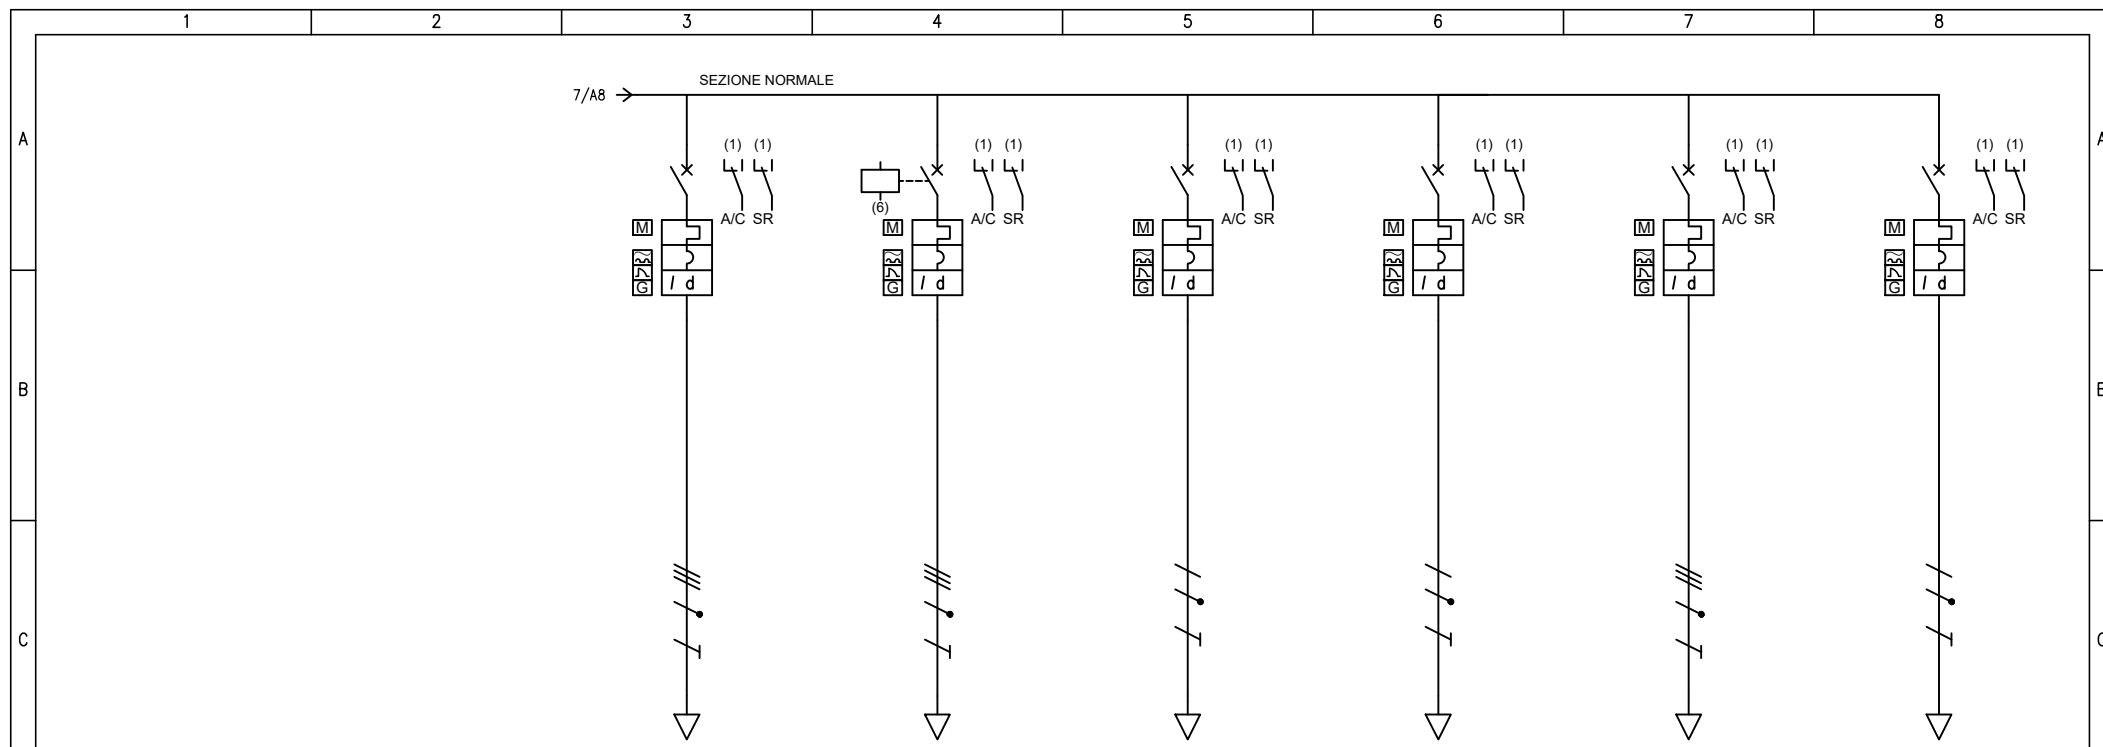 1 2 3 4 5 6 7 8
SEZIONE NORMALE
7/A8
A A
(1) (1) (1) (1) (1) (1) (1) (1) (1) (1) (1) (1)
(6)
A/C SR A/C SR A/C SR A/C SR A/C SR A/C SR
M M M M M M
G I d G I d G I d G I d G I d G I d
B B
C C